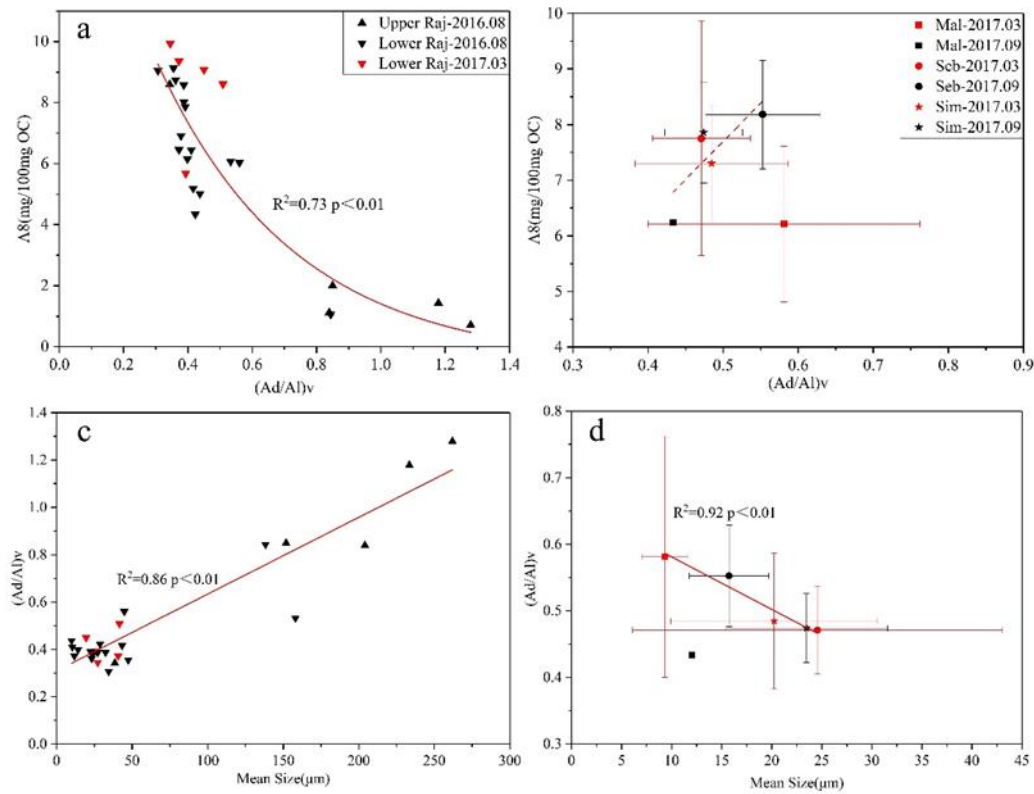 a
Upper Raj-2016.08
Lower Raj-2016.08
Lower Raj-2017.03
10
8
6
4
2
0
Λ8(mg/100mg OC)
R²=0.73 p<0.01
0.0 0.2 0.4 0.6 0.8 1.0 1.2 1.4
(Ad/Al)v
Mal-2017.03
Mal-2017.09
Seb-2017.03
Seb-2017.09
Sim-2017.03
Sim-2017.09
10
9
8
7
6
5
4
Λ8(mg/100mg OC)
0.3 0.4 0.5 0.6 0.7 0.8 0.9
(Ad/Al)v
c
1.4
1.2
1.0
0.8
0.6
0.4
0.2
0.0
(Ad/Al)v
R²=0.86 p<0.01
0 50 100 150 200 250 300
Mean Size(μm)
d
0.8
0.7
0.6
0.5
0.4
0.3
(Ad/Al)v
R²=0.92 p<0.01
0 5 10 15 20 25 30 35 40 45
Mean Size(μm)